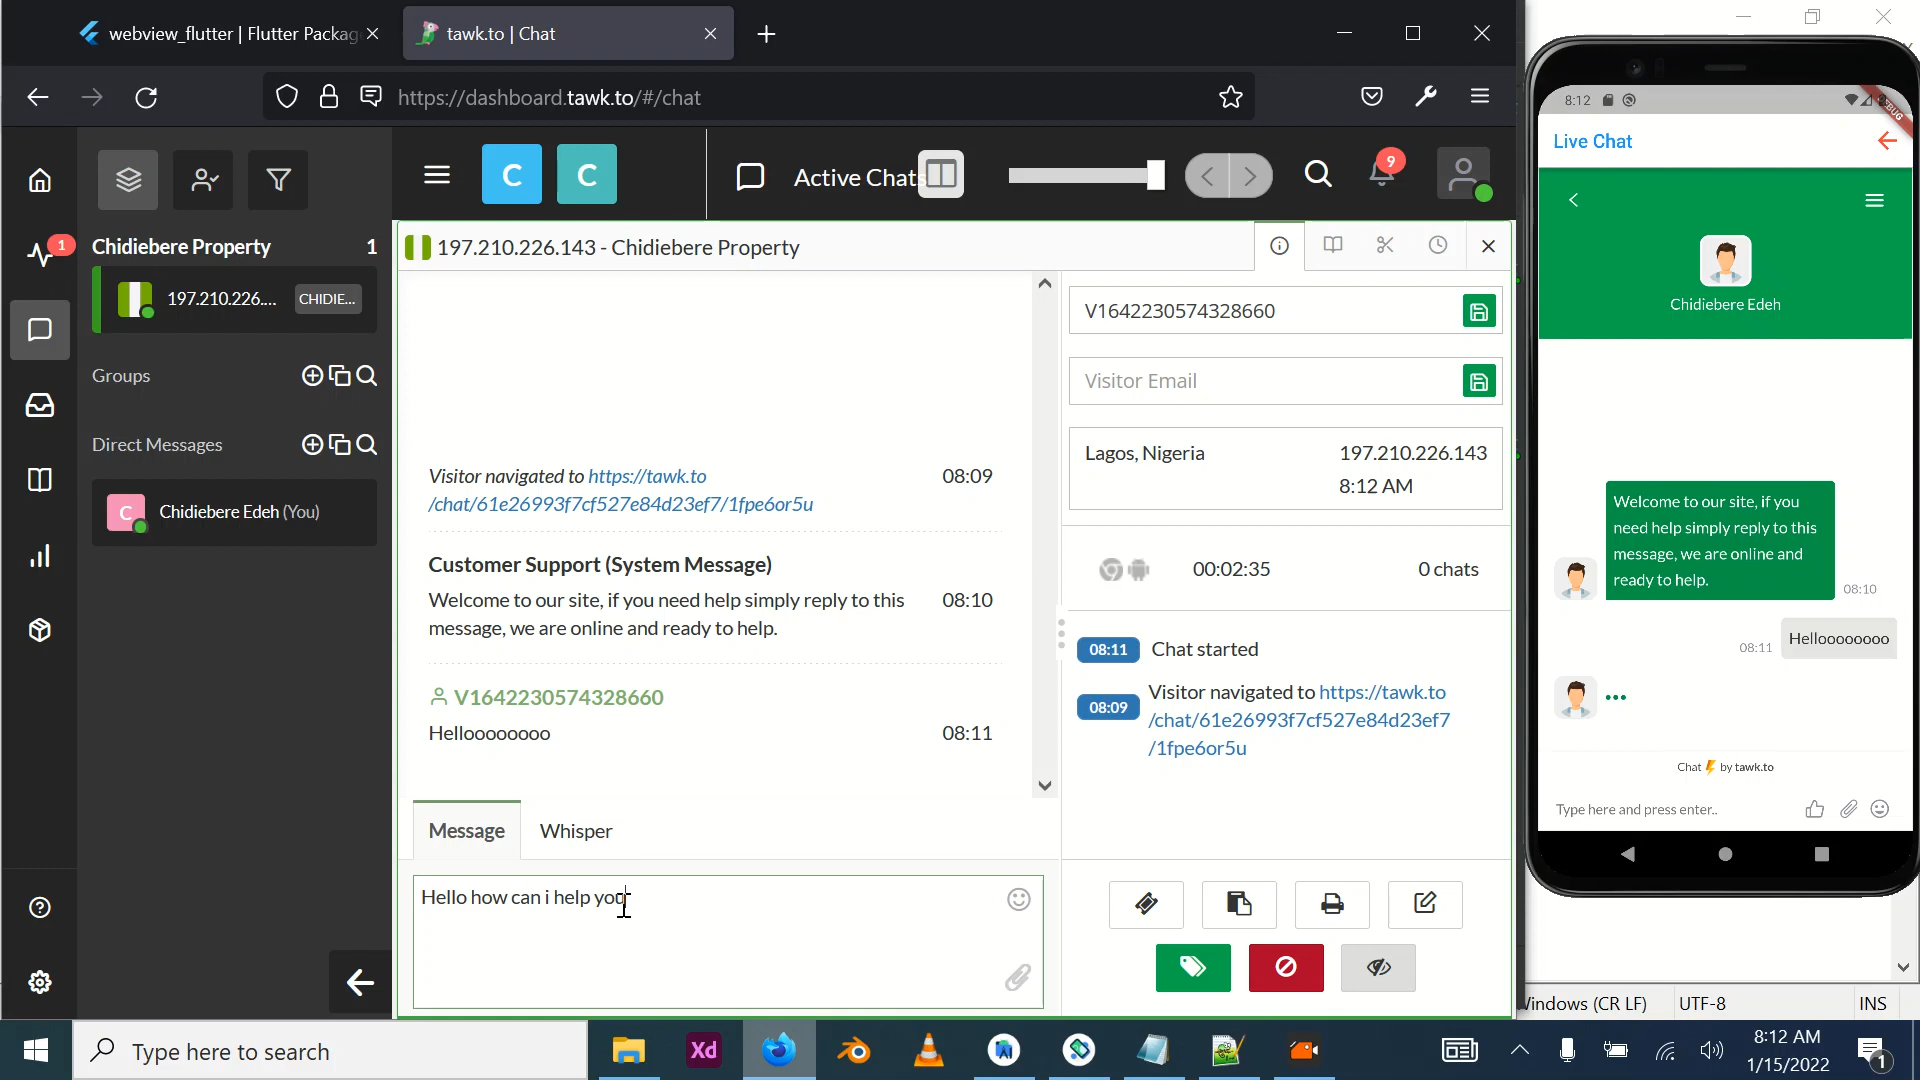 webview_flutter | Flutter Packag
tawk.to | Chat
https://dashboard.tawk.to/#/chat
Chidiebere Property 1
197.210.226....
CHIDIE...
Groups
Direct Messages
C
Chidiebere Edeh (You)
1
C
C
Active Chats
9
197.210.226.143 - Chidiebere Property
Visitor navigated to https://tawk.to
/chat/61e26993f7cf527e84d23ef7/1fpe6or5u
08:09
Customer Support (System Message)
Welcome to our site, if you need help simply reply to this
message, we are online and ready to help.
08:10
V1642230574328660
Helloooooooo
08:11
Message
Whisper
Hello how can i help you
V1642230574328660
Visitor Email
Lagos, Nigeria
197.210.226.143
8:12 AM
00:02:35
0 chats
08:11
Chat started
08:09
Visitor navigated to https://tawk.to
/chat/61e26993f7cf527e84d23ef7
/1fpe6or5u
8:12
Live Chat
Chidiebere Edeh
Welcome to our site, if you
need help simply reply to this
message, we are online and
ready to help.
08:10
Helloooooooo
08:11
Chat ⚡ by tawk.to
Type here and press enter..
Windows (CR LF)
UTF-8
INS
Type here to search
Xd
8:12 AM
1/15/2022
1